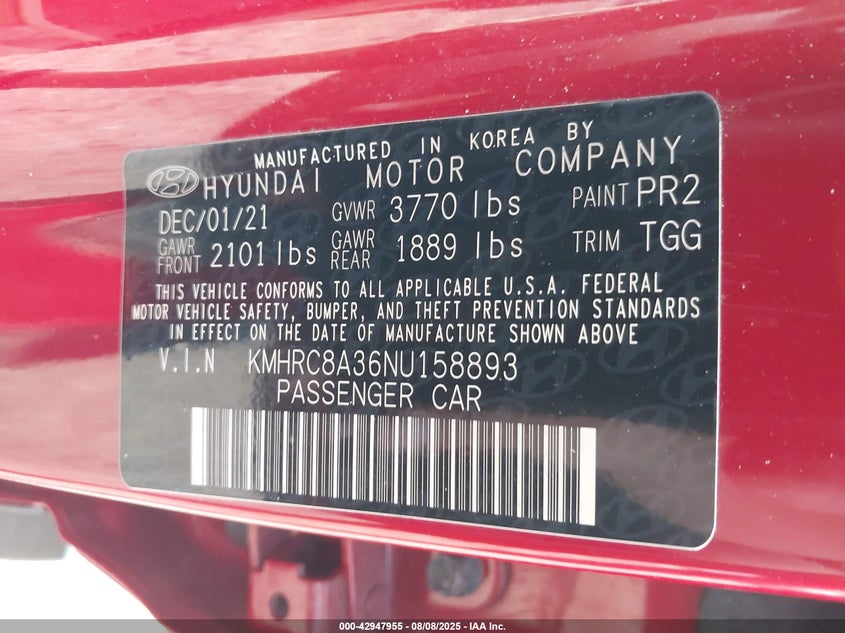 MANUFACTURED IN KOREA BY
HYUNDAI MOTOR COMPANY
DEC/01/21 GVWR 3770 lbs PAINT PR2
GAWR FRONT 2101 lbs GAWR REAR 1889 lbs TRIM TGG
THIS VEHICLE CONFORMS TO ALL APPLICABLE U.S.A. FEDERAL
MOTOR VEHICLE SAFETY, BUMPER, AND THEFT PREVENTION STANDARDS
IN EFFECT ON THE DATE OF MANUFACTURE SHOWN ABOVE
V.I.N KMHRC8A36NU158893
PASSENGER CAR
000-42947955 - 08/08/2025 - IAA Inc.